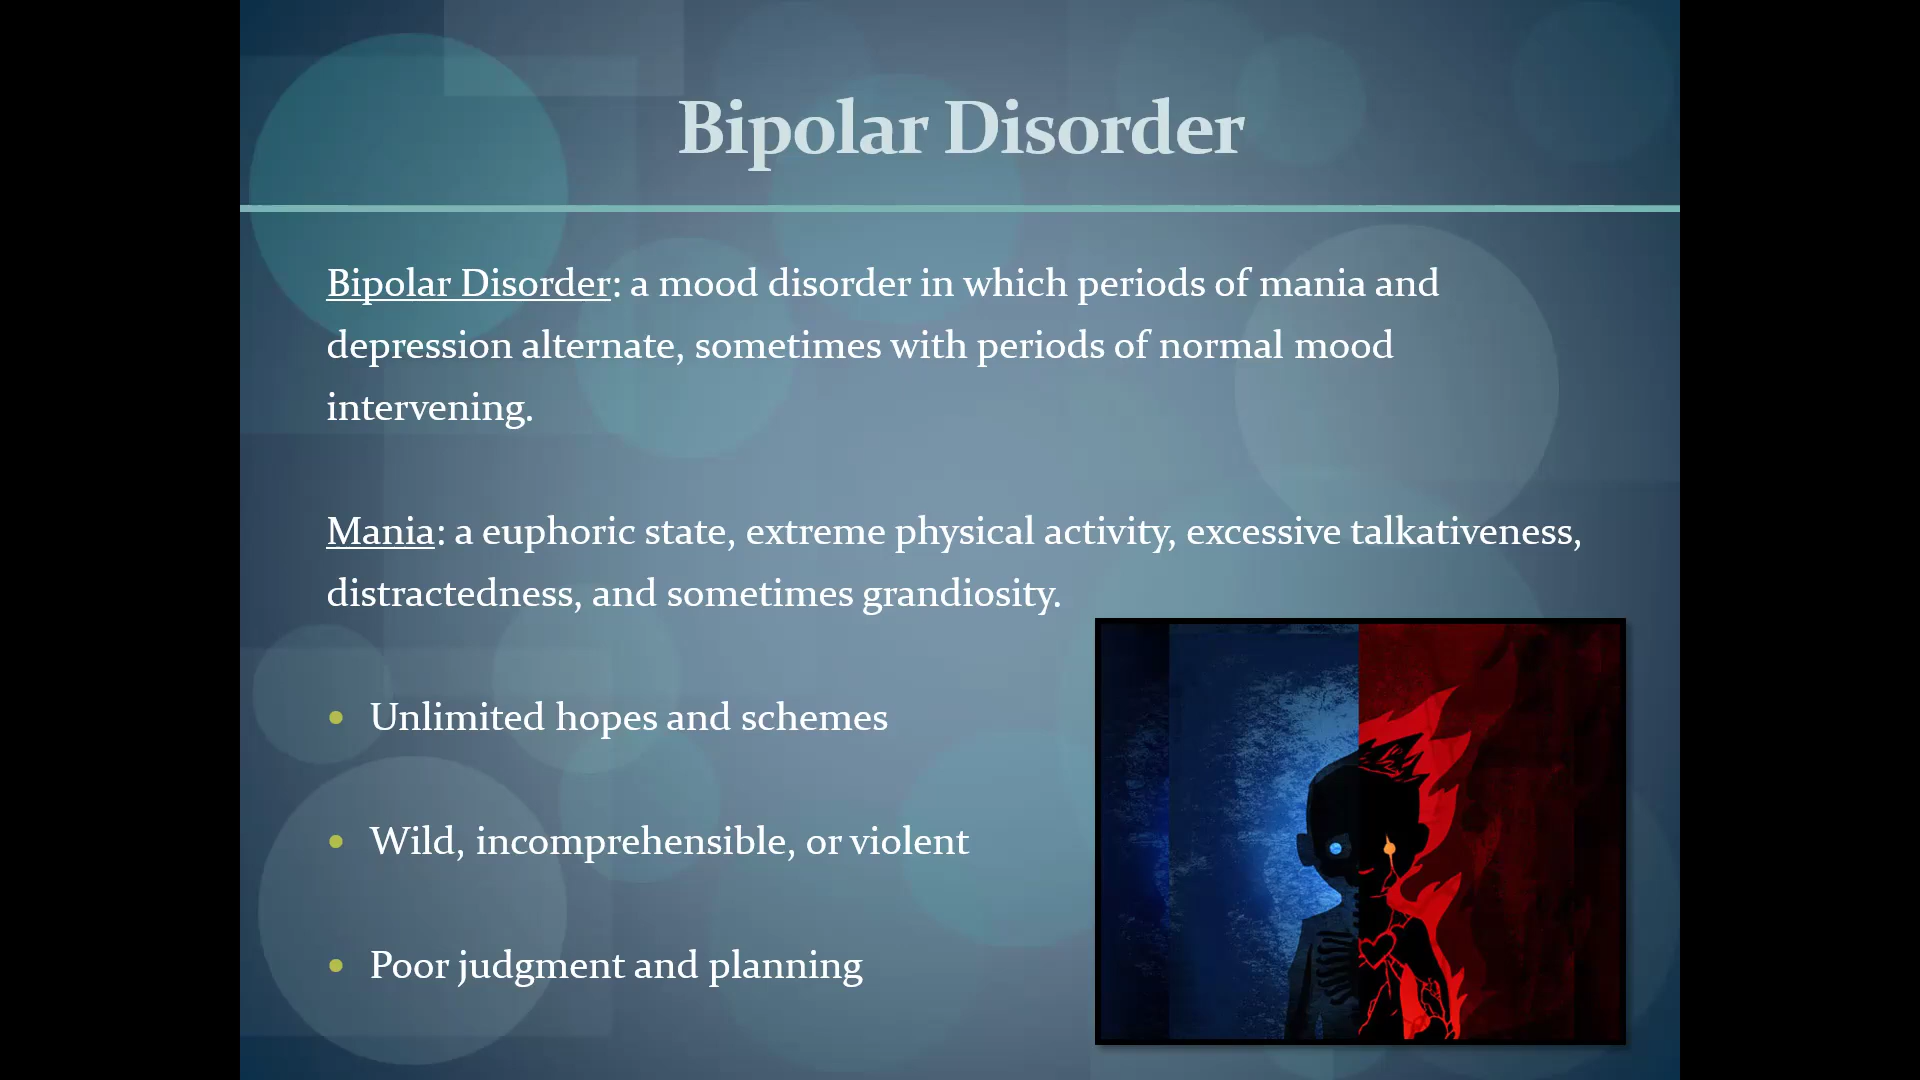 Bipolar Disorder
Bipolar Disorder: a mood disorder in which periods of mania and
depression alternate, sometimes with periods of normal mood
intervening.
Mania: a euphoric state, extreme physical activity, excessive talkativeness,
distractedness, and sometimes grandiosity.
• Unlimited hopes and schemes
• Wild, incomprehensible, or violent
• Poor judgment and planning